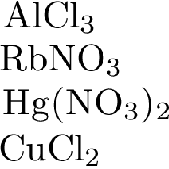 AlCl₃
RbNO₃
Hg(NO₃)₂
CuCl₂